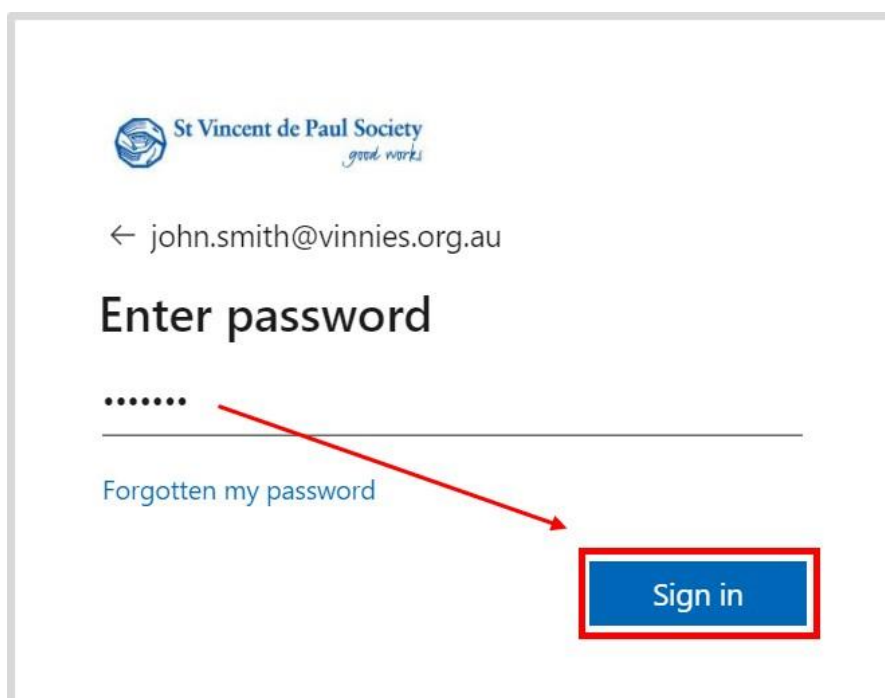 St Vincent de Paul Society
good works
← john.smith@vinnies.org.au
Enter password
•••••••
Forgotten my password
Sign in